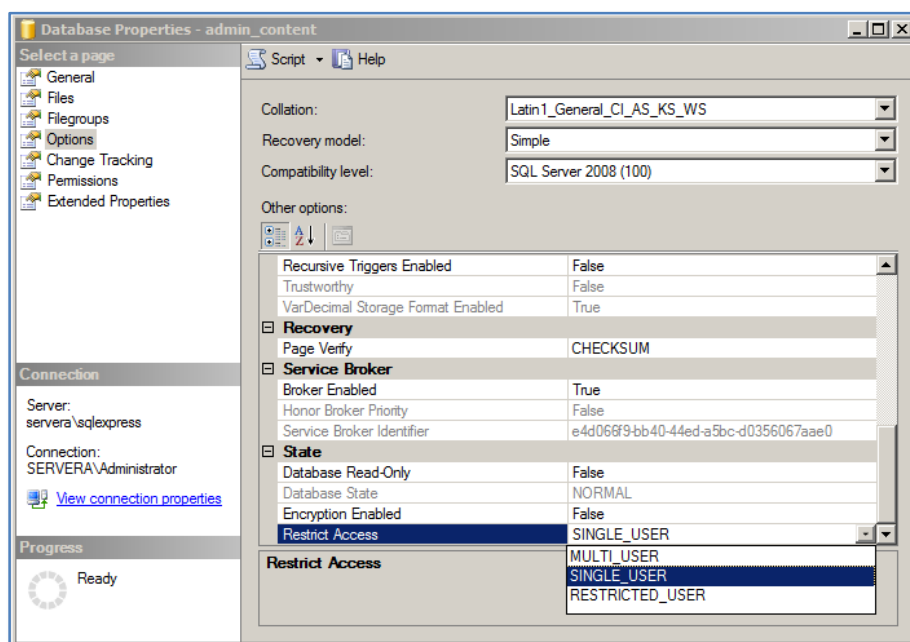 Database Properties - admin_content
Select a page
General
Files
Filegroups
Options
Change Tracking
Permissions
Extended Properties
Connection
Server:
servera\sqlexpress
Connection:
SERVERA\Administrator
View connection properties
Progress
Ready
Script Help
Collation: Latin1_General_CI_AS_KS_WS
Recovery model: Simple
Compatibility level: SQL Server 2008 (100)
Other options:
Recursive Triggers Enabled False
Trustworthy False
VarDecimal Storage Format Enabled True
Recovery
Page Verify CHECKSUM
Service Broker
Broker Enabled True
Honor Broker Priority False
Service Broker Identifier e4d066f9-bb40-44ed-a5bc-d0356067aae0
State
Database Read-Only False
Database State NORMAL
Encryption Enabled False
Restrict Access SINGLE_USER
MULTI_USER
SINGLE_USER
RESTRICTED_USER
Restrict Access